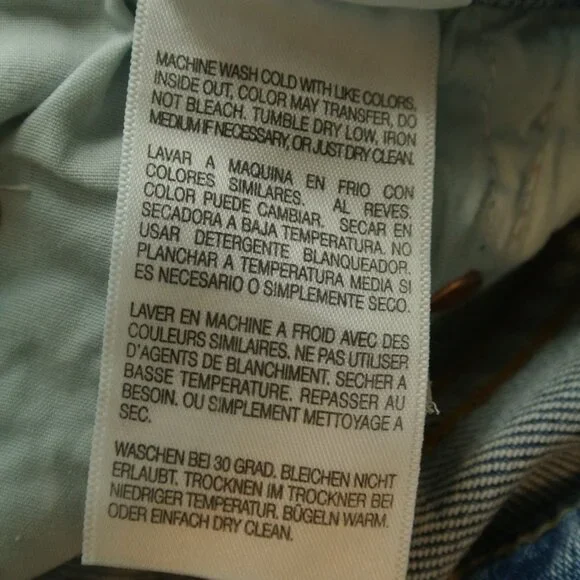 MACHINE WASH COLD WITH LIKE COLORS,
INSIDE OUT, COLOR MAY TRANSFER, DO
NOT BLEACH. TUMBLE DRY LOW, IRON
MEDIUM IF NECESSARY, OR JUST DRY CLEAN.
LAVAR A MAQUINA EN FRIO CON
COLORES SIMILARES. AL REVES.
COLOR PUEDE CAMBIAR. SECAR EN
SECADORA A BAJA TEMPERATURA. NO
USAR DETERGENTE BLANQUEADOR.
PLANCHAR A TEMPERATURA MEDIA SI
ES NECESARIO O SIMPLEMENTE SECO.
LAVER EN MACHINE A FROID AVEC DES
COULEURS SIMILAIRES. NE PAS UTILISER
D'AGENTS DE BLANCHIMENT. SECHER A
BASSE TEMPERATURE. REPASSER AU
BESOIN. OU SIMPLEMENT METTOYAGE A
SEC.
WASCHEN BEI 30 GRAD. BLEICHEN NICHT
ERLAUBT. TROCKNEN IM TROCKNER BEI
NIEDRIGER TEMPERATUR. BÜGELN WARM.
ODER EINFACH DRY CLEAN.